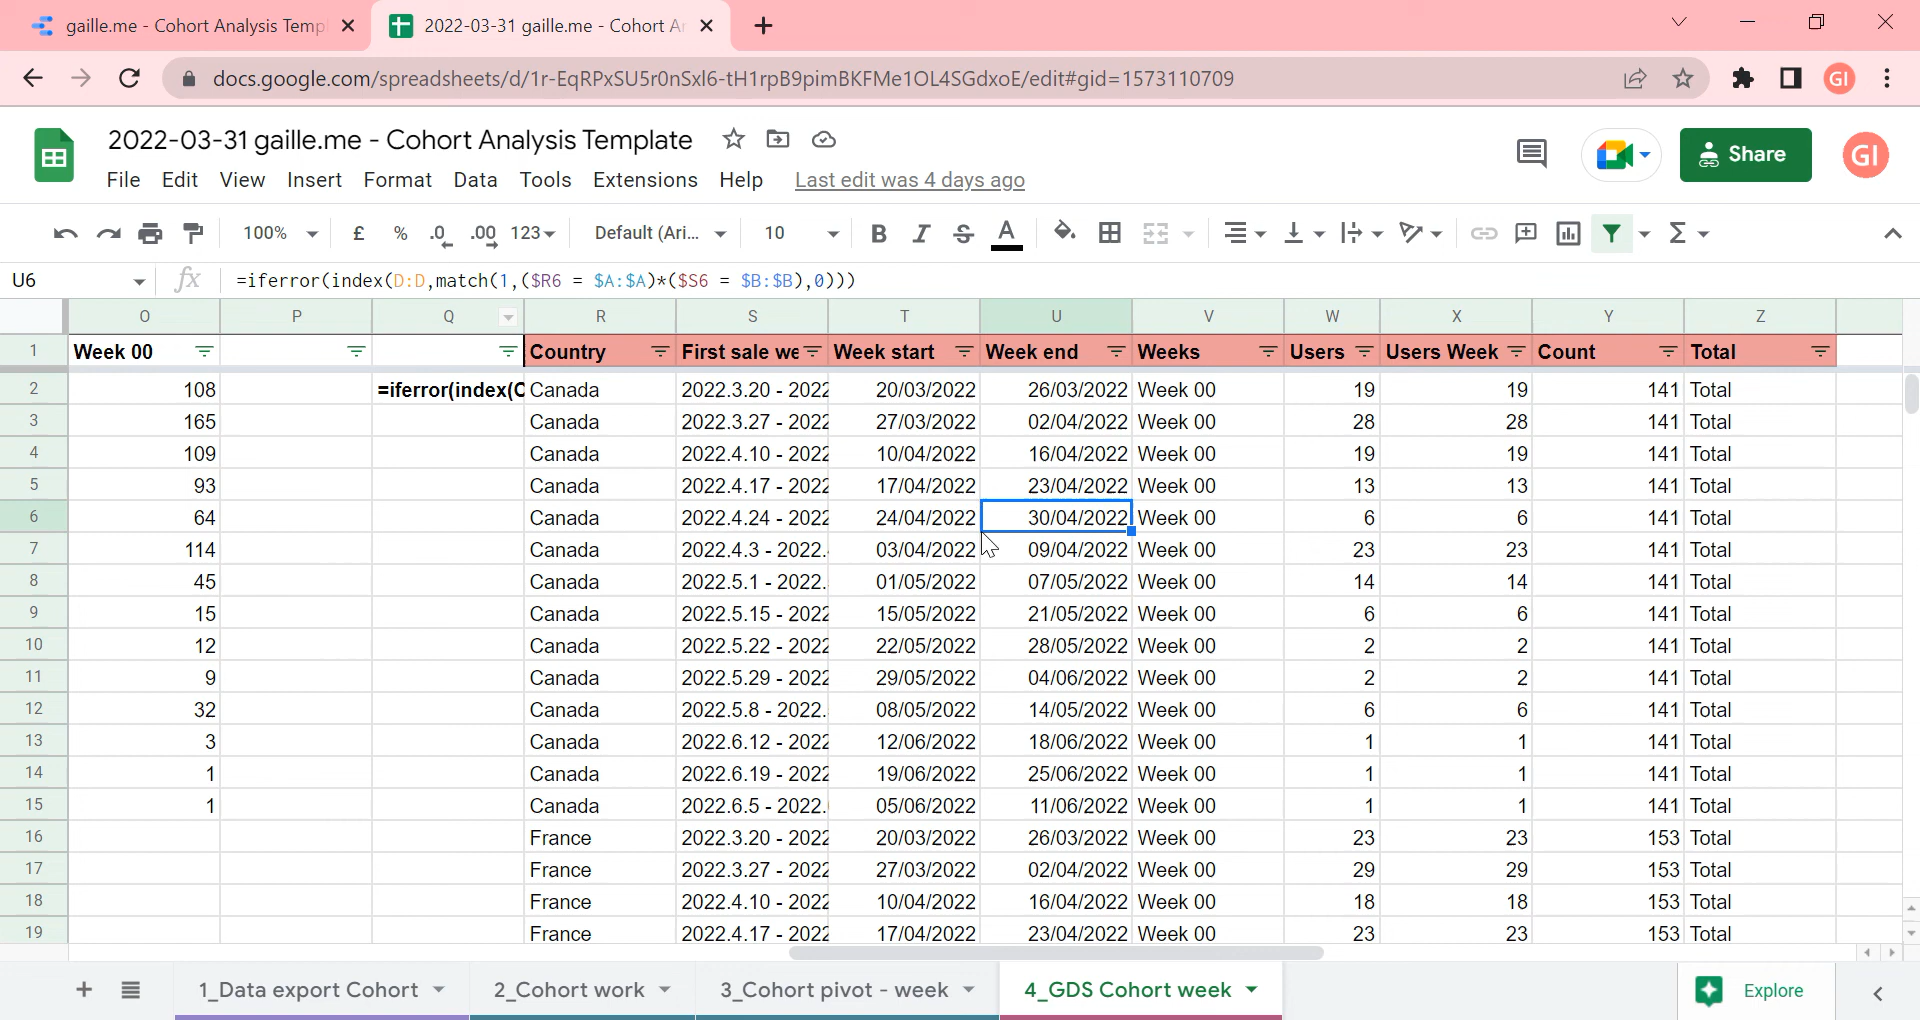 gaille.me - Cohort Analysis Templ
2022-03-31 gaille.me - Cohort A
docs.google.com/spreadsheets/d/1r-EqRPxSU5r0nSxl6-tH1rpB9pimBKFMe1OL4SGdxoE/edit#gid=1573110709
GI
2022-03-31 gaille.me - Cohort Analysis Template
Share
GI
File Edit View Insert Format Data Tools Extensions Help Last edit was 4 days ago
100% £ % .0 .00 123 Default (Ari... 10 B I S A Σ
U6 fx =iferror(index(D:D,match(1,($R6 = $A:$A)*($S6 = $B:$B),0)))
O P Q R S T U V W X Y Z
1 Week 00 Country First sale we Week start Week end Weeks Users Users Week Count Total
2 108 =iferror(index(C Canada 2022.3.20 - 2022 20/03/2022 26/03/2022 Week 00 19 19 141 Total
3 165 Canada 2022.3.27 - 2022 27/03/2022 02/04/2022 Week 00 28 28 141 Total
4 109 Canada 2022.4.10 - 2022 10/04/2022 16/04/2022 Week 00 19 19 141 Total
5 93 Canada 2022.4.17 - 2022 17/04/2022 23/04/2022 Week 00 13 13 141 Total
6 64 Canada 2022.4.24 - 2022 24/04/2022 30/04/2022 Week 00 6 6 141 Total
7 114 Canada 2022.4.3 - 2022. 03/04/2022 09/04/2022 Week 00 23 23 141 Total
8 45 Canada 2022.5.1 - 2022. 01/05/2022 07/05/2022 Week 00 14 14 141 Total
9 15 Canada 2022.5.15 - 2022 15/05/2022 21/05/2022 Week 00 6 6 141 Total
10 12 Canada 2022.5.22 - 2022 22/05/2022 28/05/2022 Week 00 2 2 141 Total
11 9 Canada 2022.5.29 - 2022 29/05/2022 04/06/2022 Week 00 2 2 141 Total
12 32 Canada 2022.5.8 - 2022. 08/05/2022 14/05/2022 Week 00 6 6 141 Total
13 3 Canada 2022.6.12 - 2022 12/06/2022 18/06/2022 Week 00 1 1 141 Total
14 1 Canada 2022.6.19 - 2022 19/06/2022 25/06/2022 Week 00 1 1 141 Total
15 1 Canada 2022.6.5 - 2022. 05/06/2022 11/06/2022 Week 00 1 1 141 Total
16 France 2022.3.20 - 2022 20/03/2022 26/03/2022 Week 00 23 23 153 Total
17 France 2022.3.27 - 2022 27/03/2022 02/04/2022 Week 00 29 29 153 Total
18 France 2022.4.10 - 2022 10/04/2022 16/04/2022 Week 00 18 18 153 Total
19 France 2022.4.17 - 2022 17/04/2022 23/04/2022 Week 00 23 23 153 Total
1_Data export Cohort 2_Cohort work 3_Cohort pivot - week 4_GDS Cohort week Explore